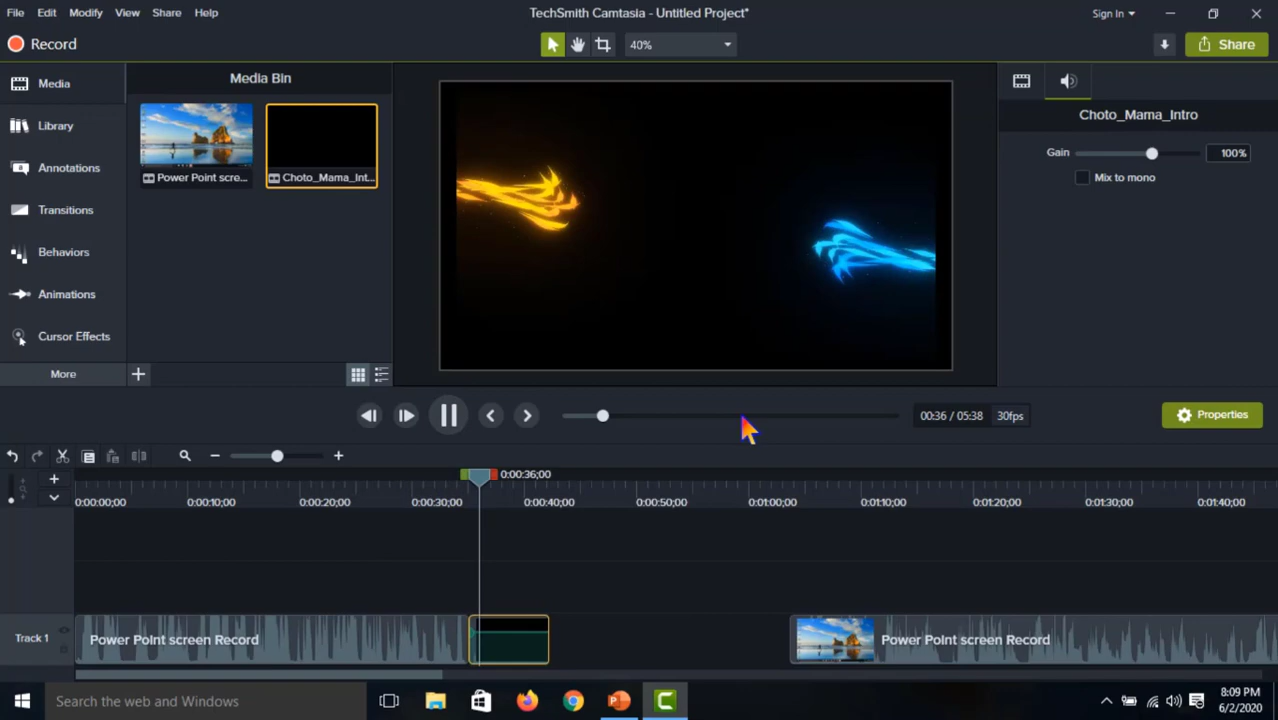 File Edit Modify View Share Help
TechSmith Camtasia - Untitled Project*
Sign In
Record
40%
Share
Media
Library
Annotations
Transitions
Behaviors
Animations
Cursor Effects
More
Media Bin
Power Point scre...
Choto_Mama_Int...
Choto_Mama_Intro
Gain 100%
Mix to mono
00:36 / 05:38 30fps
Properties
0:00:36;00
0:00:00;00 0:00:10;00 0:00:20;00 0:00:30;00 0:00:40;00 0:00:50;00 0:01:00;00 0:01:10;00 0:01:20;00 0:01:30;00 0:01:40;00
Track 1
Power Point screen Record
Power Point screen Record
Search the web and Windows
8:09 PM
6/2/2020